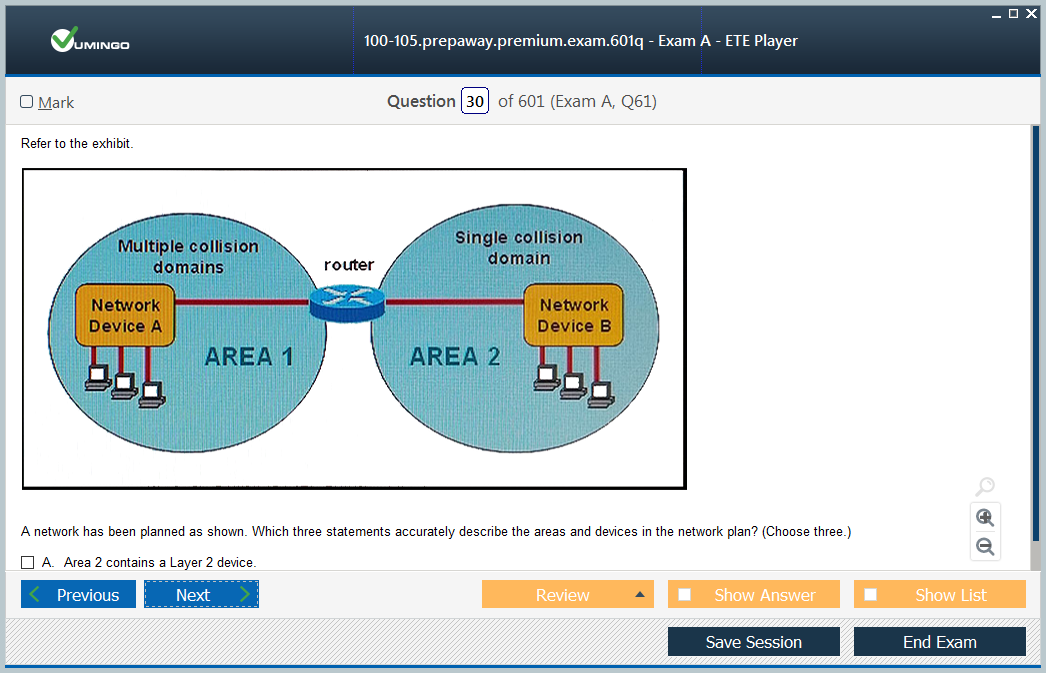 VUMINGO
100-105.prepaway.premium.exam.601q - Exam A - ETE Player
Mark
Question 30 of 601 (Exam A, Q61)
Refer to the exhibit.
Multiple collision
domains
router
Single collision
domain
Network
Device A
Network
Device B
AREA 1
AREA 2
A network has been planned as shown. Which three statements accurately describe the areas and devices in the network plan? (Choose three.)
A. Area 2 contains a Layer 2 device.
Previous
Next
Review
Show Answer
Show List
Save Session
End Exam